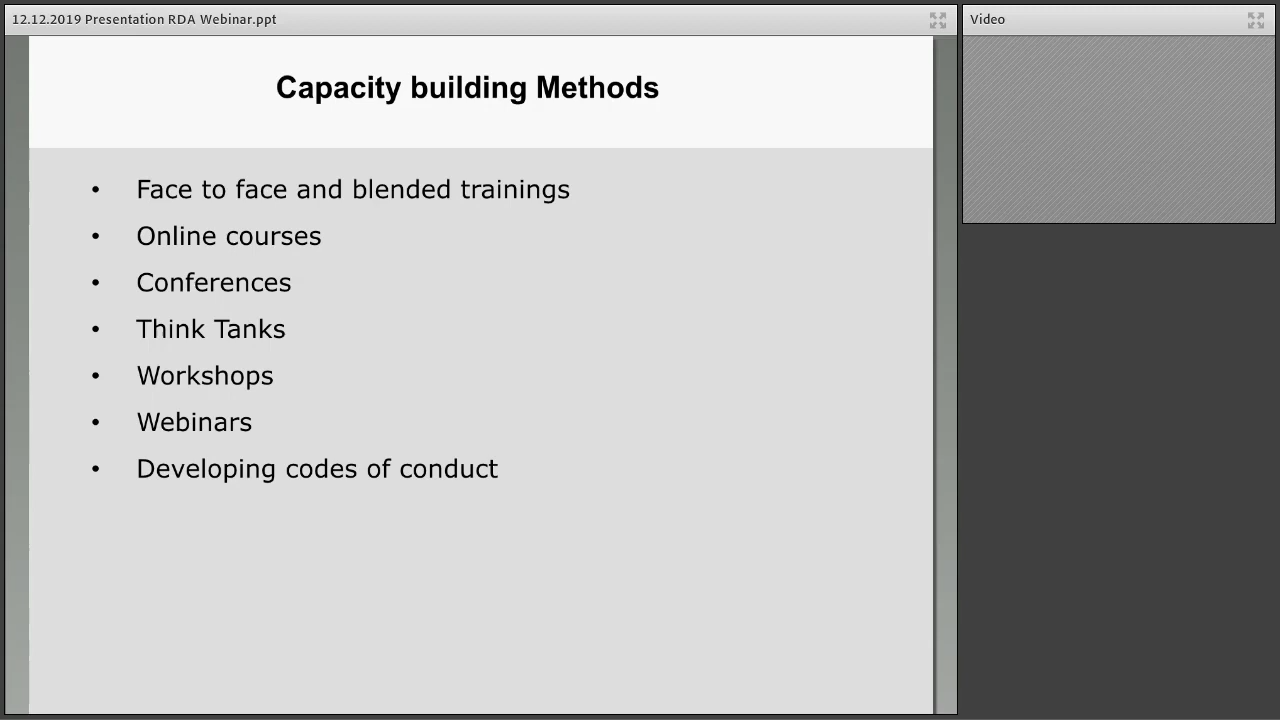 12.12.2019 Presentation RDA Webinar.ppt
Video
Capacity building Methods
• Face to face and blended trainings
• Online courses
• Conferences
• Think Tanks
• Workshops
• Webinars
• Developing codes of conduct